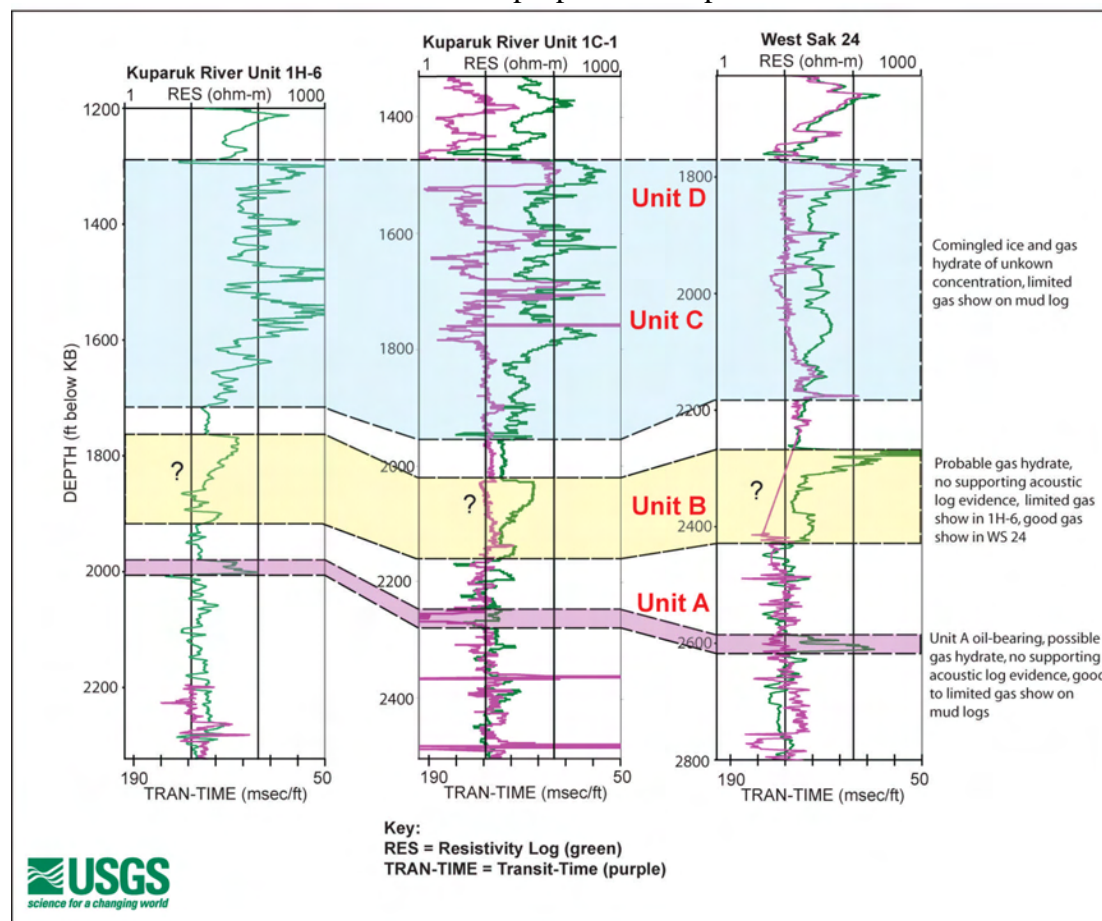 Kuparuk River Unit 1H-6
RES (ohm-m)
1 1000
Kuparuk River Unit 1C-1
RES (ohm-m)
1 1000
West Sak 24
RES (ohm-m)
1 1000
DEPTH (ft below KB)
1200
1400
1600
1800
2000
2200
1400
1600
1800
2000
2200
2400
1800
2000
2200
2400
2600
2800
Unit D
Unit C
Unit B
Unit A
?
?
?
Comingled ice and gas
hydrate of unkown
concentration, limited
gas show on mud log
Probable gas hydrate,
no supporting acoustic
log evidence, limited gas
show in 1H-6, good gas
show in WS 24
Unit A oil-bearing, possible
gas hydrate, no supporting
acoustic log evidence, good
to limited gas show on
mud logs
190 50
TRAN-TIME (msec/ft)
190 50
TRAN-TIME (msec/ft)
190 50
TRAN-TIME (msec/ft)
Key:
RES = Resistivity Log (green)
TRAN-TIME = Transit-Time (purple)
USGS
science for a changing world